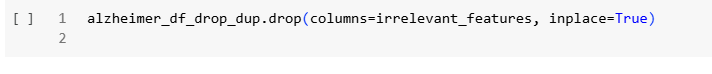 [ ] 1 alzheimer_df_drop_dup.drop(columns=irrelevant_features, inplace=True)
2